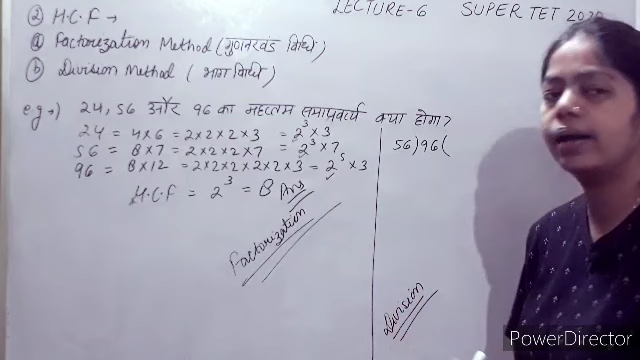 LECTURE-6 SUPER TET 2020
② H.C.F →
ⓐ Factorization Method (गुणनखंड विधि)
ⓑ Division Method ( भाग विधि)
eg→) 24, 56 और 96 का महत्तम समापवर्त्य क्या होगा?
24 = 4×6 = 2×2×2×3 = 2³×3
56 = 8×7 = 2×2×2×7 = 2³×7
96 = 8×12 = 2×2×2×2×2×3 = 2⁵×3
H.C.F = 2³ = 8 Ans
Factorization
56)96(
Division
PowerDirector